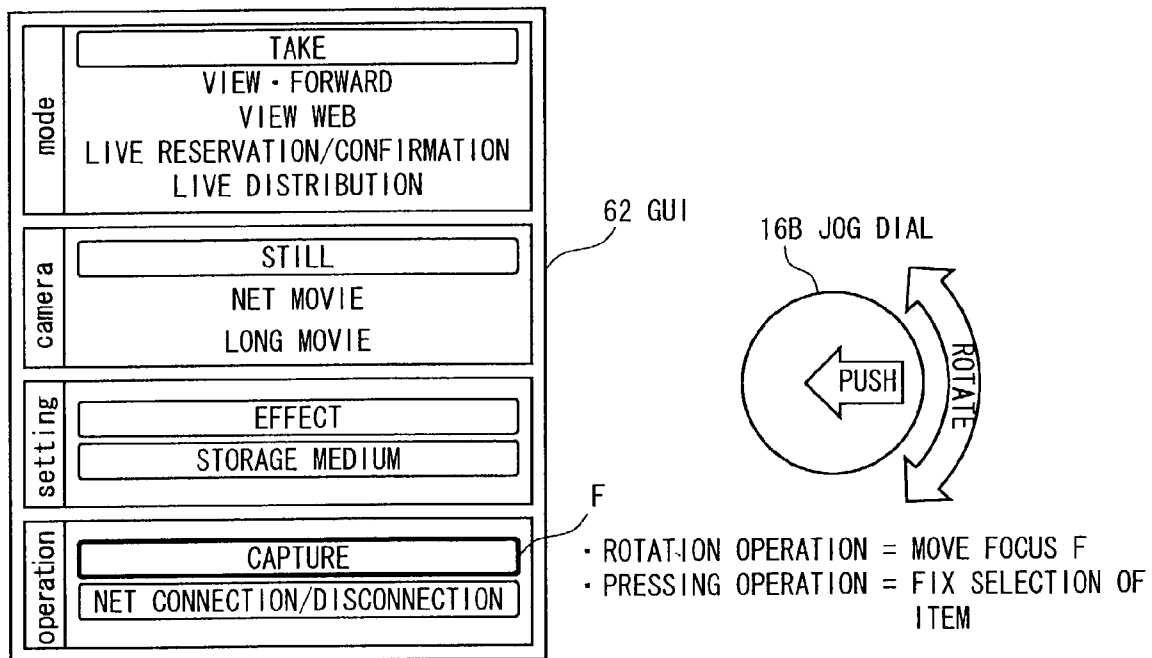 mode
TAKE
VIEW · FORWARD
VIEW WEB
LIVE RESERVATION/CONFIRMATION
LIVE DISTRIBUTION
camera
STILL
NET MOVIE
LONG MOVIE
setting
EFFECT
STORAGE MEDIUM
operation
CAPTURE
NET CONNECTION/DISCONNECTION
62 GUI
F
16B JOG DIAL
PUSH
ROTATE
· ROTATION OPERATION = MOVE FOCUS F
· PRESSING OPERATION = FIX SELECTION OF
ITEM